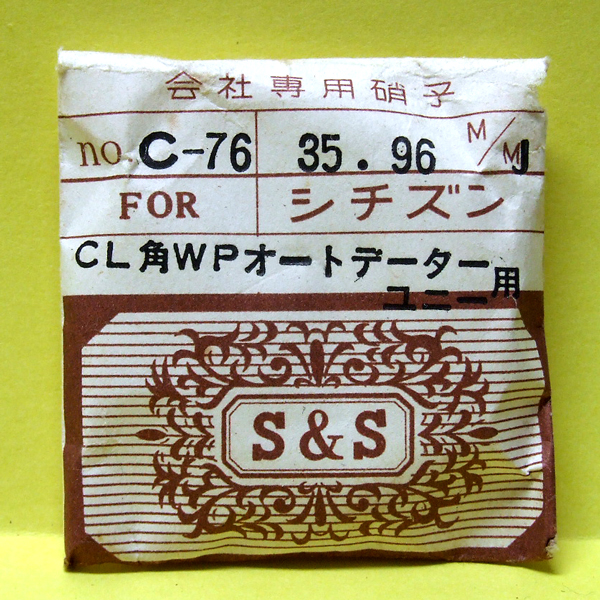 会社専用硝子
no. C-76 35.96 M/M J
FOR シチズン
CL角WPオートデーター用
ユニー
S&S